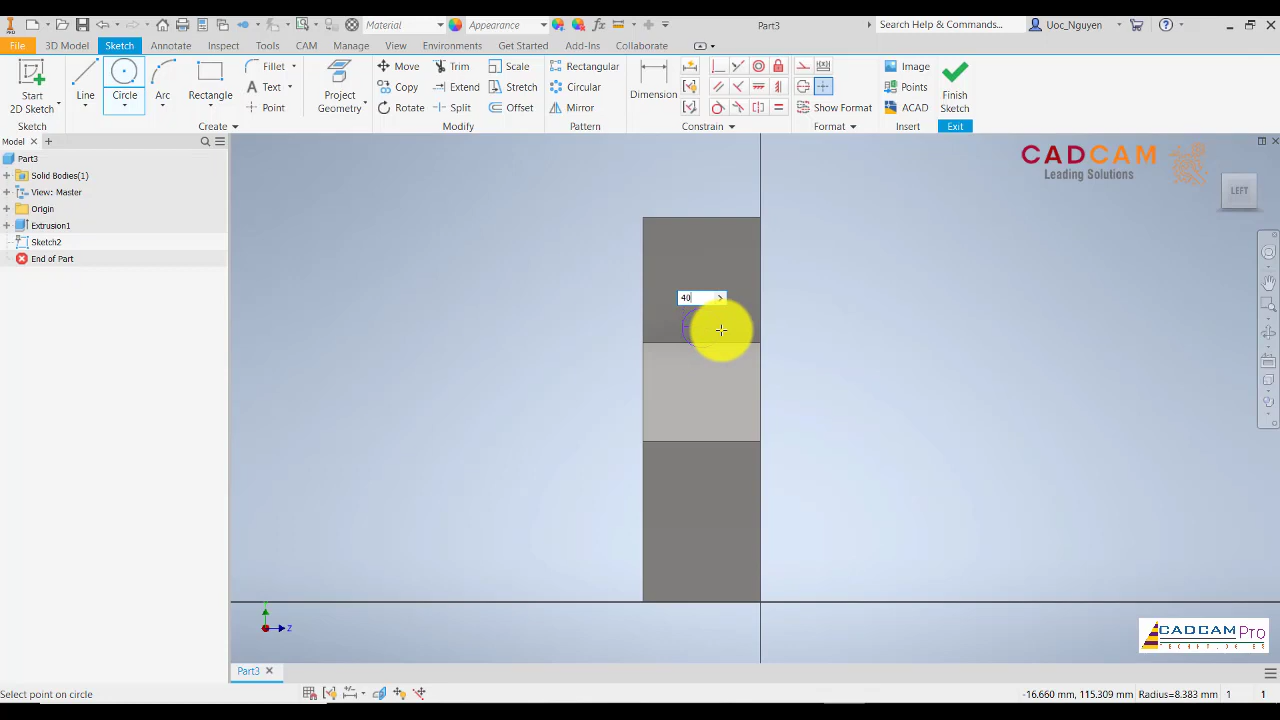 File 3D Model Sketch Annotate Inspect Tools CAM Manage View Environments Get Started Add-Ins Collaborate
Material Appearance Part3 Search Help & Commands... Uoc_Nguyen
Start
2D Sketch
Line
Circle
Arc
Rectangle
Fillet
Text
Point
Project
Geometry
Move
Copy
Rotate
Trim
Extend
Split
Scale
Stretch
Offset
Rectangular
Circular
Mirror
Dimension
Show Format
Image
Points
ACAD
Finish
Sketch
Sketch Create Modify Pattern Constrain Format Insert Exit
Model
Part3
Solid Bodies(1)
View: Master
Origin
Extrusion1
Sketch2
End of Part
CADCAM
Leading Solutions
LEFT
40
Z
CADCAM Pro
Part3
Select point on circle
-16.660 mm, 115.309 mm Radius=8.383 mm 1 1